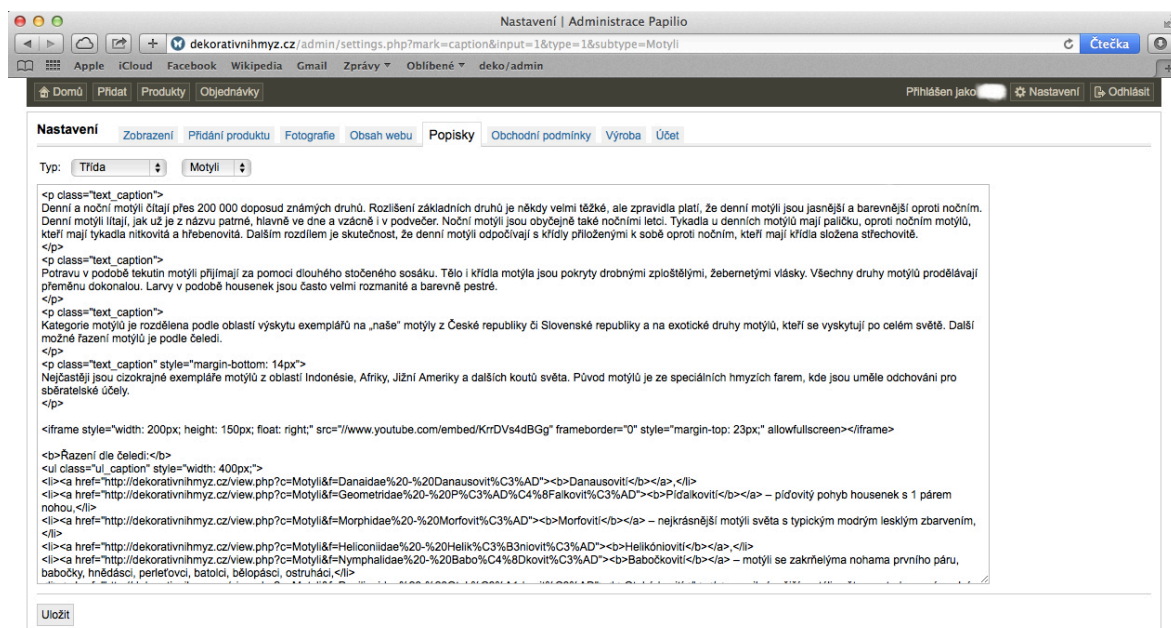 Nastavení | Administrace Papilio
dekorativnihmyz.cz/admin/settings.php?mark=caption&input=1&type=1&subtype=Motyli
Čtečka
Apple iCloud Facebook Wikipedia Gmail Zprávy Oblíbené deko/admin
Domů Přidat Produkty Objednávky Přihlášen jako Nastavení Odhlásit
Nastavení Zobrazení Přidání produktu Fotografie Obsah webu Popisky Obchodní podmínky Výroba Účet
Typ: Třída Motyli
<p class="text_caption">
Denní a noční motýli čítají přes 200 000 doposud známých druhů. Rozlišení základních druhů je někdy velmi těžké, ale zpravidla platí, že denní motýli jsou jasnější a barevnější oproti nočním.
Denní motýli lítají, jak už je z názvu patrné, hlavně ve dne a vzácně i v podvečer. Noční motýli jsou obyčejně také nočními letci. Tykadla u denních motýlů mají paličku, oproti nočním motýlů,
kteří mají tykadla nitkovitá a hřebenovitá. Dalším rozdílem je skutečnost, že denní motýli odpočívají s křídly přiloženými k sobě oproti nočním, kteří mají křídla složena střechovitě.
</p>
<p class="text_caption">
Potravu v podobě tekutin motýli přijímají za pomoci dlouhého stočeného sosáku. Tělo i křídla motýla jsou pokryty drobnými zploštělými, žebernetými vlásky. Všechny druhy motýlů prodělávají
přeměnu dokonalou. Larvy v podobě housenek jsou často velmi rozmanité a barevně pestré.
</p>
<p class="text_caption">
Kategorie motýlů je rozdělena podle oblastí výskytu exemplářů na „naše" motýly z České republiky či Slovenské republiky a na exotické druhy motýlů, kteří se vyskytují po celém světě. Další
možné řazení motýlů je podle čeledi.
</p>
<p class="text_caption" style="margin-bottom: 14px">
Nejčastěji jsou cizokrajné exempláře motýlů z oblastí Indonésie, Afriky, Jižní Ameriky a dalších koutů světa. Původ motýlů je ze speciálních hmyzích farem, kde jsou uměle odchováni pro
sběratelské účely.
</p>
<iframe style="width: 200px; height: 150px; float: right;" src="//www.youtube.com/embed/KrrDVs4dBGg" frameborder="0" style="margin-top: 23px;" allowfullscreen></iframe>
<b>Řazení dle čeledi:</b>
<ul class="ul_caption" style="width: 400px;">
<li><a href="http://dekorativnihmyz.cz/view.php?c=Motyli&f=Danaidae%20-%20Danausovit%C3%AD"><b>Danausovití</b></a>,</li>
<li><a href="http://dekorativnihmyz.cz/view.php?c=Motyli&f=Geometridae%20-%20P%C3%AD%C4%8Falkovit%C3%AD"><b>Píďalkovití</b></a> – píďovitý pohyb housenek s 1 párem
nohou,</li>
<li><a href="http://dekorativnihmyz.cz/view.php?c=Motyli&f=Morphidae%20-%20Morfovit%C3%AD"><b>Morfovití</b></a> – nejkrásnější motýli světa s typickým modrým lesklým zbarvením,
</li>
<li><a href="http://dekorativnihmyz.cz/view.php?c=Motyli&f=Heliconiidae%20-%20Helik%C3%B3niovit%C3%AD"><b>Helikóniovití</b></a>,</li>
<li><a href="http://dekorativnihmyz.cz/view.php?c=Motyli&f=Nymphalidae%20-%20Babo%C4%8Dkovit%C3%AD"><b>Babočkovití</b></a> – motýli se zakrňelýma nohama prvního páru,
babočky, hnědásci, perleťovci, batolci, bělopásci, ostruháci,</li>
Uložit